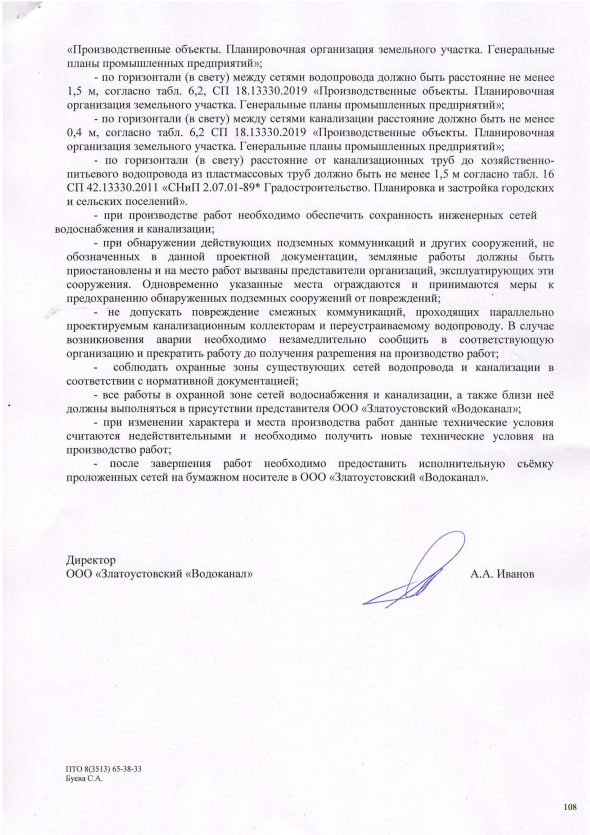 «Производственные объекты. Планировочная организация земельного участка. Генеральные
планы промышленных предприятий»;
- по горизонтали (в свету) между сетями водопровода должно быть расстояние не менее
1,5 м, согласно табл. 6,2, СП 18.13330.2019 «Производственные объекты. Планировочная
организация земельного участка. Генеральные планы промышленных предприятий»;
- по горизонтали (в свету) между сетями канализации расстояние должно быть не менее
0,4 м, согласно табл. 6,2 СП 18.13330.2019 «Производственные объекты. Планировочная
организация земельного участка. Генеральные планы промышленных предприятий»;
- по горизонтали (в свету) расстояние от канализационных труб до хозяйственно-
питьевого водопровода из пластмассовых труб должно быть не менее 1,5 м согласно табл. 16
СП 42.13330.2011 «СНиП 2.07.01-89* Градостроительство. Планировка и застройка городских
и сельских поселений».
- при производстве работ необходимо обеспечить сохранность инженерных сетей
водоснабжения и канализации;
- при обнаружении действующих подземных коммуникаций и других сооружений, не
обозначенных в данной проектной документации, земляные работы должны быть
приостановлены и на место работ вызваны представители организаций, эксплуатирующих эти
сооружения. Одновременно указанные места ограждаются и принимаются меры к
предохранению обнаруженных подземных сооружений от повреждений;
- не допускать повреждение смежных коммуникаций, проходящих параллельно
проектируемым канализационным коллекторам и переустраиваемому водопроводу. В случае
возникновения аварии необходимо незамедлительно сообщить в соответствующую
организацию и прекратить работу до получения разрешения на производство работ;
- соблюдать охранные зоны существующих сетей водопровода и канализации в
соответствии с нормативной документацией;
- все работы в охранной зоне сетей водоснабжения и канализации, а также близи неё
должны выполняться в присутствии представителя ООО «Златоустовский «Водоканал»;
- при изменении характера и места производства работ данные технические условия
считаются недействительными и необходимо получить новые технические условия на
производство работ;
- после завершения работ необходимо предоставить исполнительную съёмку
проложенных сетей на бумажном носителе в ООО «Златоустовский «Водоканал».
Директор
ООО «Златоустовский «Водоканал»
А.А. Иванов
ПТО 8(3513) 65-38-33
Буева С.А.
108